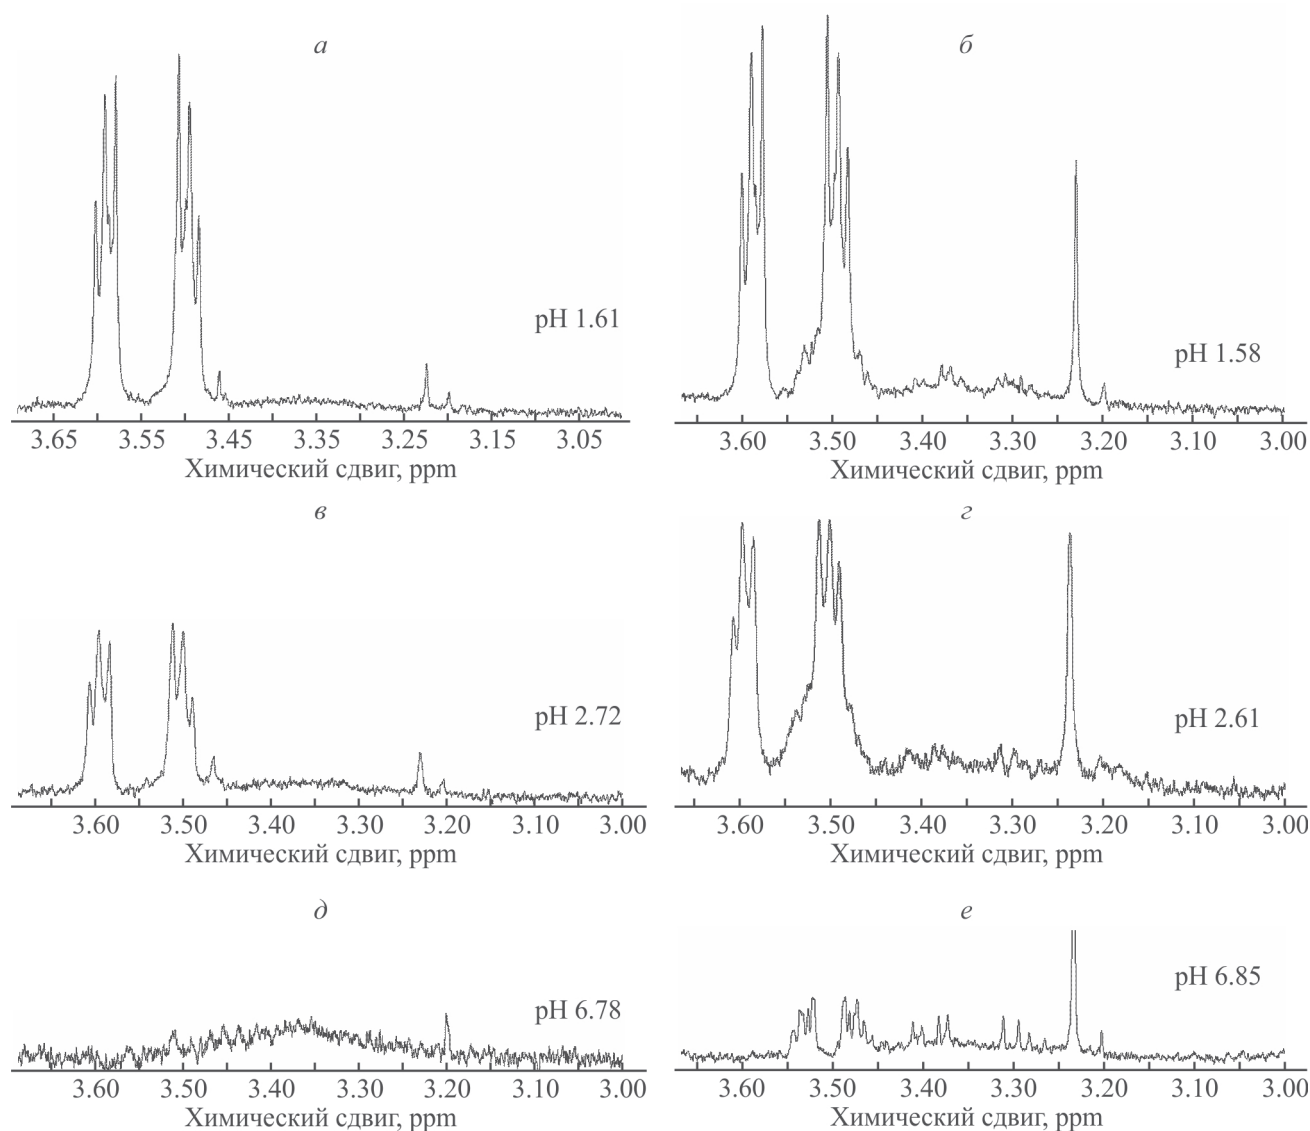 а
рН 1.61
3.65 3.55 3.45 3.35 3.25 3.15 3.05
Химический сдвиг, ppm
б
рН 1.58
3.60 3.50 3.40 3.30 3.20 3.10 3.00
Химический сдвиг, ppm
в
рН 2.72
3.60 3.50 3.40 3.30 3.20 3.10 3.00
Химический сдвиг, ppm
г
рН 2.61
3.60 3.50 3.40 3.30 3.20 3.10 3.00
Химический сдвиг, ppm
д
рН 6.78
3.60 3.50 3.40 3.30 3.20 3.10 3.00
Химический сдвиг, ppm
е
рН 6.85
3.60 3.50 3.40 3.30 3.20 3.10 3.00
Химический сдвиг, ppm